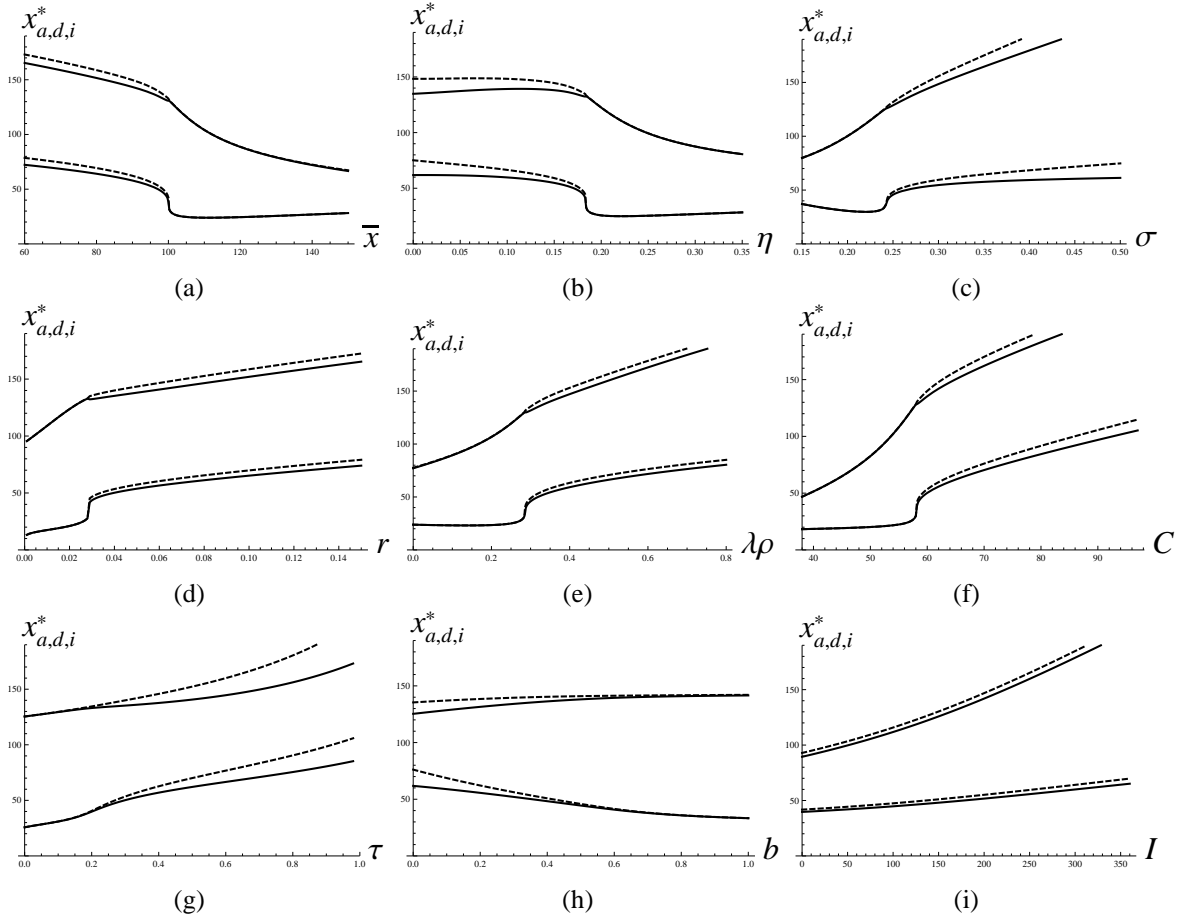 x*a,d,i x*a,d,i x*a,d,i
150 150 150
100 100 100
50 50 50
60 80 100 120 140 x̄ 0.00 0.05 0.10 0.15 0.20 0.25 0.30 0.35 η 0.15 0.20 0.25 0.30 0.35 0.40 0.45 0.50 σ
(a) (b) (c)
x*a,d,i x*a,d,i x*a,d,i
150 150 150
100 100 100
50 50 50
0.00 0.02 0.04 0.06 0.08 0.10 0.12 0.14 r 0.0 0.2 0.4 0.6 0.8 λρ 40 50 60 70 80 90 C
(d) (e) (f)
x*a,d,i x*a,d,i x*a,d,i
150 150 150
100 100 100
50 50 50
0.0 0.2 0.4 0.6 0.8 1.0 τ 0.0 0.2 0.4 0.6 0.8 1.0 b 0 50 100 150 200 250 300 350 I
(g) (h) (i)